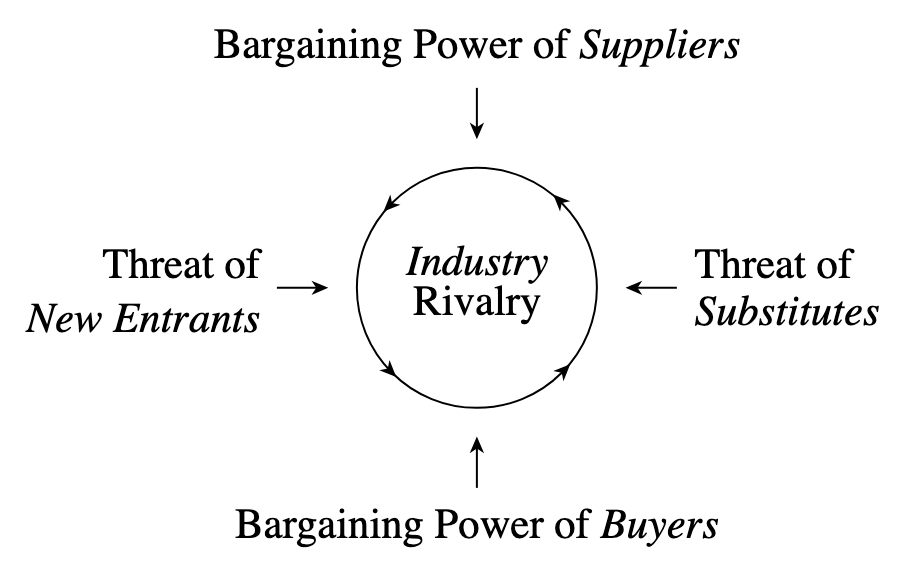 Bargaining Power of Suppliers
Threat of
New Entrants
Industry
Rivalry
Threat of
Substitutes
Bargaining Power of Buyers